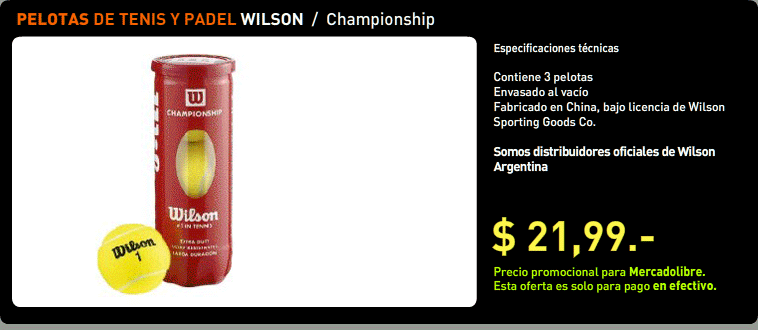 PELOTAS DE TENIS Y PADEL WILSON / Championship
Especificaciones técnicas
Contiene 3 pelotas
Envasado al vacío
Fabricado en China, bajo licencia de Wilson
Sporting Goods Co.
Somos distribuidores oficiales de Wilson
Argentina
$ 21,99.-
Precio promocional para Mercadolibre.
Esta oferta es solo para pago en efectivo.
W
CHAMPIONSHIP
Wilson
#1 IN TENNIS
EXTRA DUTY
LARGA DURACION
Wilson
1